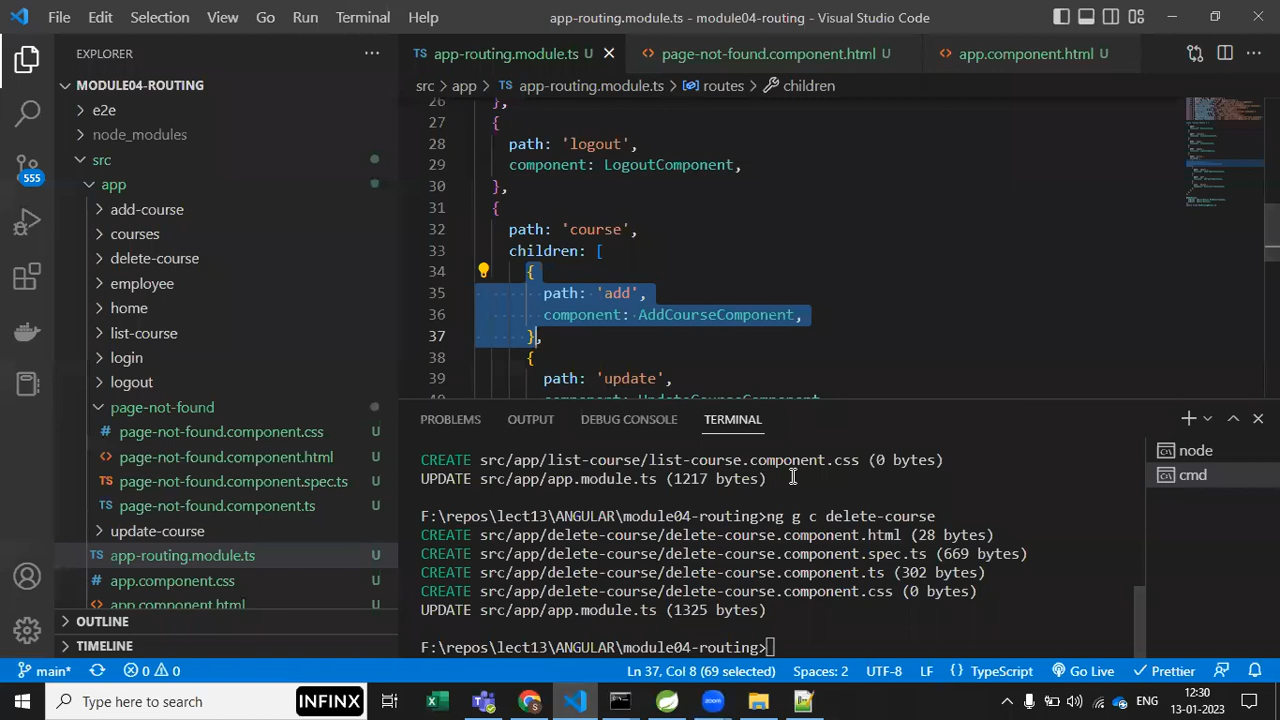 File Edit Selection View Go Run Terminal Help app-routing.module.ts - module04-routing - Visual Studio Code
EXPLORER
MODULE04-ROUTING
e2e
node_modules
src
app
add-course
courses
delete-course
employee
home
list-course
login
logout
page-not-found
page-not-found.component.css U
page-not-found.component.html U
TS page-not-found.component.spec.ts U
TS page-not-found.component.ts U
update-course
TS app-routing.module.ts U
app.component.css U
app.component.html U
OUTLINE
TIMELINE
555
TS app-routing.module.ts U page-not-found.component.html U app.component.html U
src > app > TS app-routing.module.ts > routes > children
26 },
27 {
28 path: 'logout',
29 component: LogoutComponent,
30 },
31 {
32 path: 'course',
33 children: [
34 {
35 path: 'add',
36 component: AddCourseComponent,
37 },
38 {
39 path: 'update',
40 component: UpdateCourseComponent
PROBLEMS OUTPUT DEBUG CONSOLE TERMINAL
CREATE src/app/list-course/list-course.component.css (0 bytes)
UPDATE src/app/app.module.ts (1217 bytes)
F:\repos\lect13\ANGULAR\module04-routing>ng g c delete-course
CREATE src/app/delete-course/delete-course.component.html (28 bytes)
CREATE src/app/delete-course/delete-course.component.spec.ts (669 bytes)
CREATE src/app/delete-course/delete-course.component.ts (302 bytes)
CREATE src/app/delete-course/delete-course.component.css (0 bytes)
UPDATE src/app/app.module.ts (1325 bytes)
F:\repos\lect13\ANGULAR\module04-routing>
node
cmd
main* 0 0 Ln 37, Col 8 (69 selected) Spaces: 2 UTF-8 LF {} TypeScript Go Live Prettier
Type here to search INFINX zoom ENG 12:30
13-01-2023